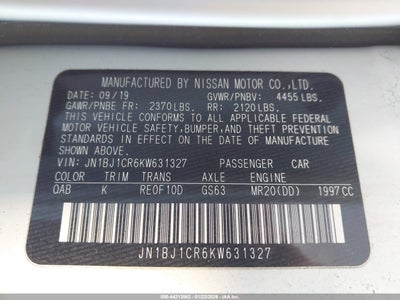 MANUFACTURED BY NISSAN MOTOR CO.,LTD.
DATE: 09/19 GVWR/PNBV: 4455 LBS.
GAWR/PNBE FR: 2370 LBS. RR: 2120 LBS.
THIS VEHICLE CONFORMS TO ALL APPLICABLE
FEDERAL MOTOR VEHICLE SAFETY,BUMPER,AND THEFT
PREVENTION STANDARDS IN EFFECT ON THE DATE OF
MANUFACTURE SHOWN ABOVE.
VIN: JN1BJ1CR6KW631327 PASSENGER CAR
COLOR TRIM TRANS AXLE ENGINE
QAB K RE0F10D GS63 MR20(DD) 1997 CC
JN1BJ1CR6KW631327